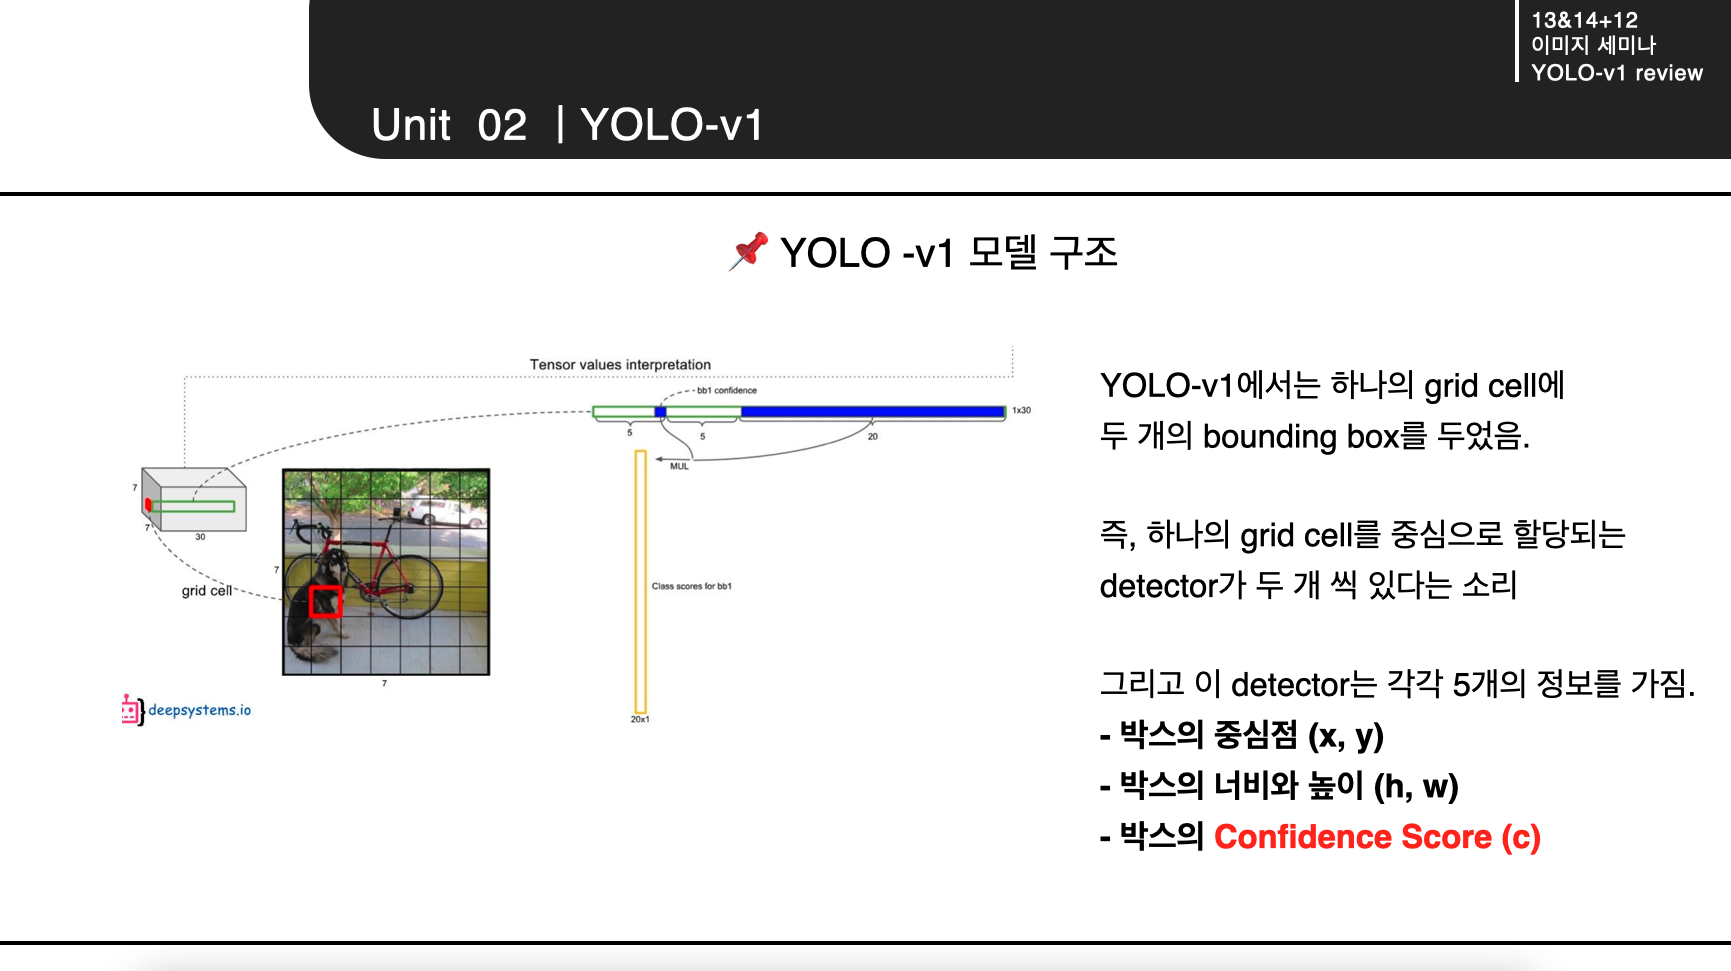 13&14+12
이미지 세미나
YOLO-v1 review
Unit 02 | YOLO-v1
YOLO -v1 모델 구조
Tensor values interpretation
bb1 confidence
1x30
5
5
20
MUL
7
7
30
grid cell
7
7
Class scores for bb1
20x1
deepsystems.io
YOLO-v1에서는 하나의 grid cell에
두 개의 bounding box를 두었음.
즉, 하나의 grid cell를 중심으로 할당되는
detector가 두 개 씩 있다는 소리
그리고 이 detector는 각각 5개의 정보를 가짐.
- 박스의 중심점 (x, y)
- 박스의 너비와 높이 (h, w)
- 박스의 Confidence Score (c)